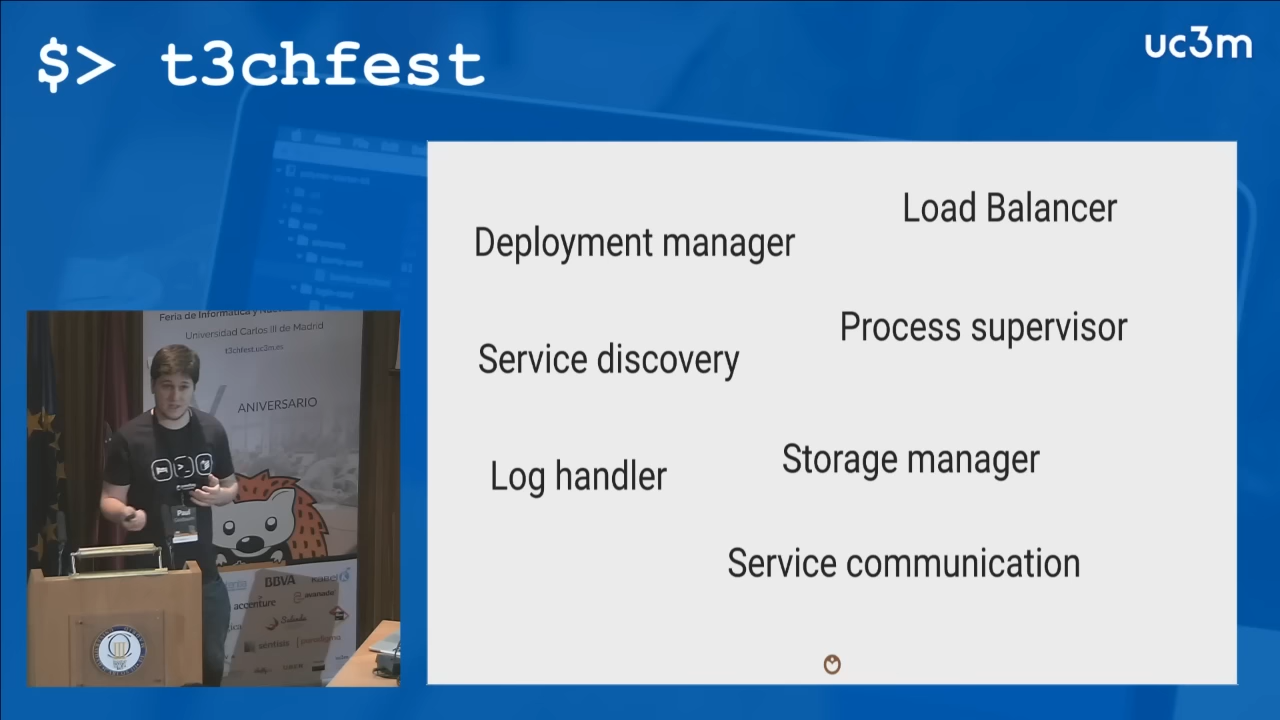 $> t3chfest
uc3m
Load Balancer
Deployment manager
Process supervisor
Service discovery
Storage manager
Log handler
Service communication
Feria de Informática y
Universidad Carlos III de Madrid
t3chfest.uc3m.es
ANIVERSARIO
Paul
BBVA
accenture